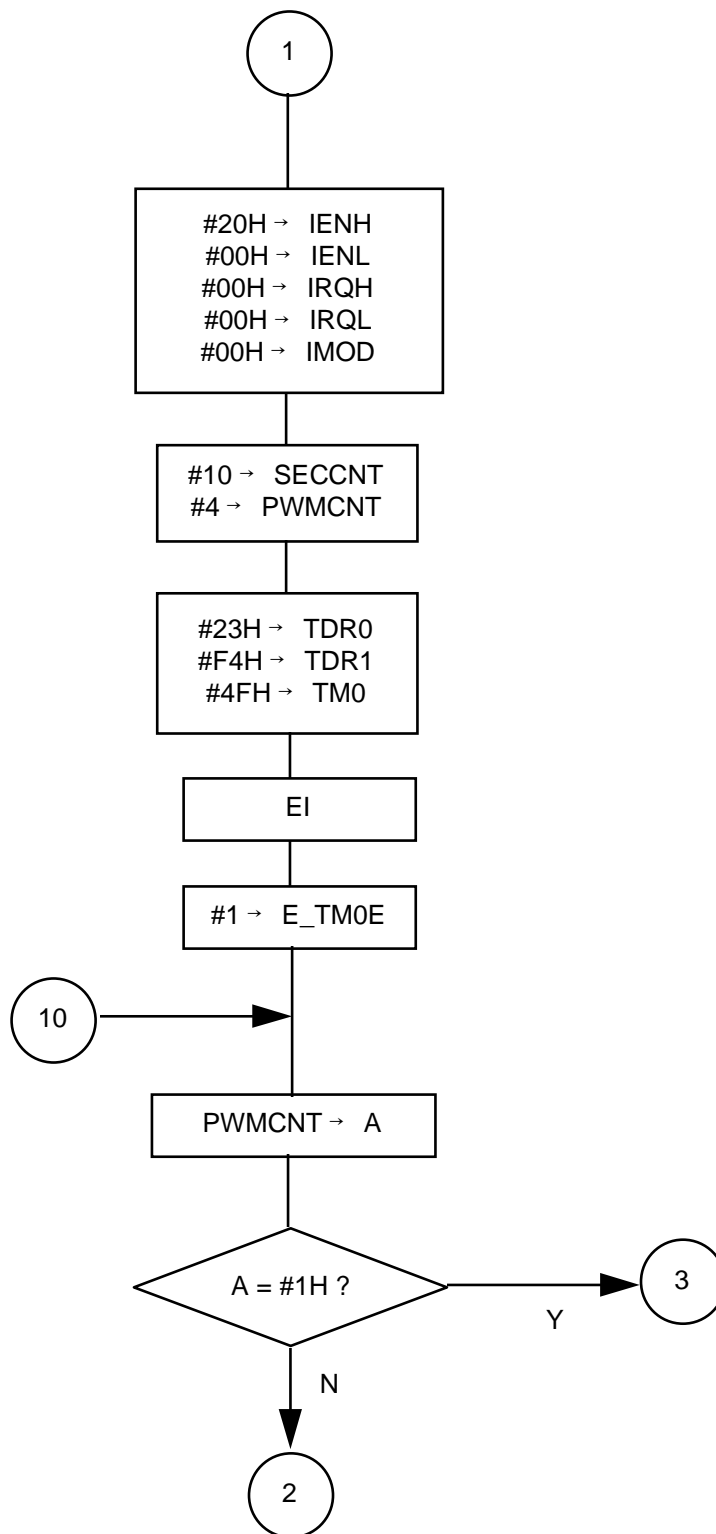 1
#20H→ IENH
#00H→ IENL
#00H→ IRQH
#00H→ IRQL
#00H→ IMOD
#10→ SECCNT
#4→ PWMCNT
#23H→ TDR0
#F4H→ TDR1
#4FH→ TM0
EI
#1→ E_TM0E
10
PWMCNT→ A
A = #1H ?
3
Y
N
2